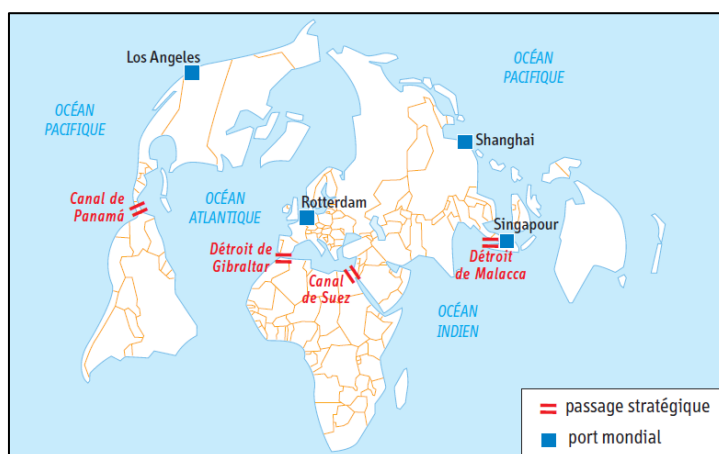 Los Angeles
OCÉAN
PACIFIQUE
OCÉAN
PACIFIQUE
Shanghai
Canal de
Panamá
OCÉAN
ATLANTIQUE
Rotterdam
Singapour
Détroit de
Gibraltar
Canal
de Suez
Détroit
de Malacca
OCÉAN
INDIEN
passage stratégique
port mondial